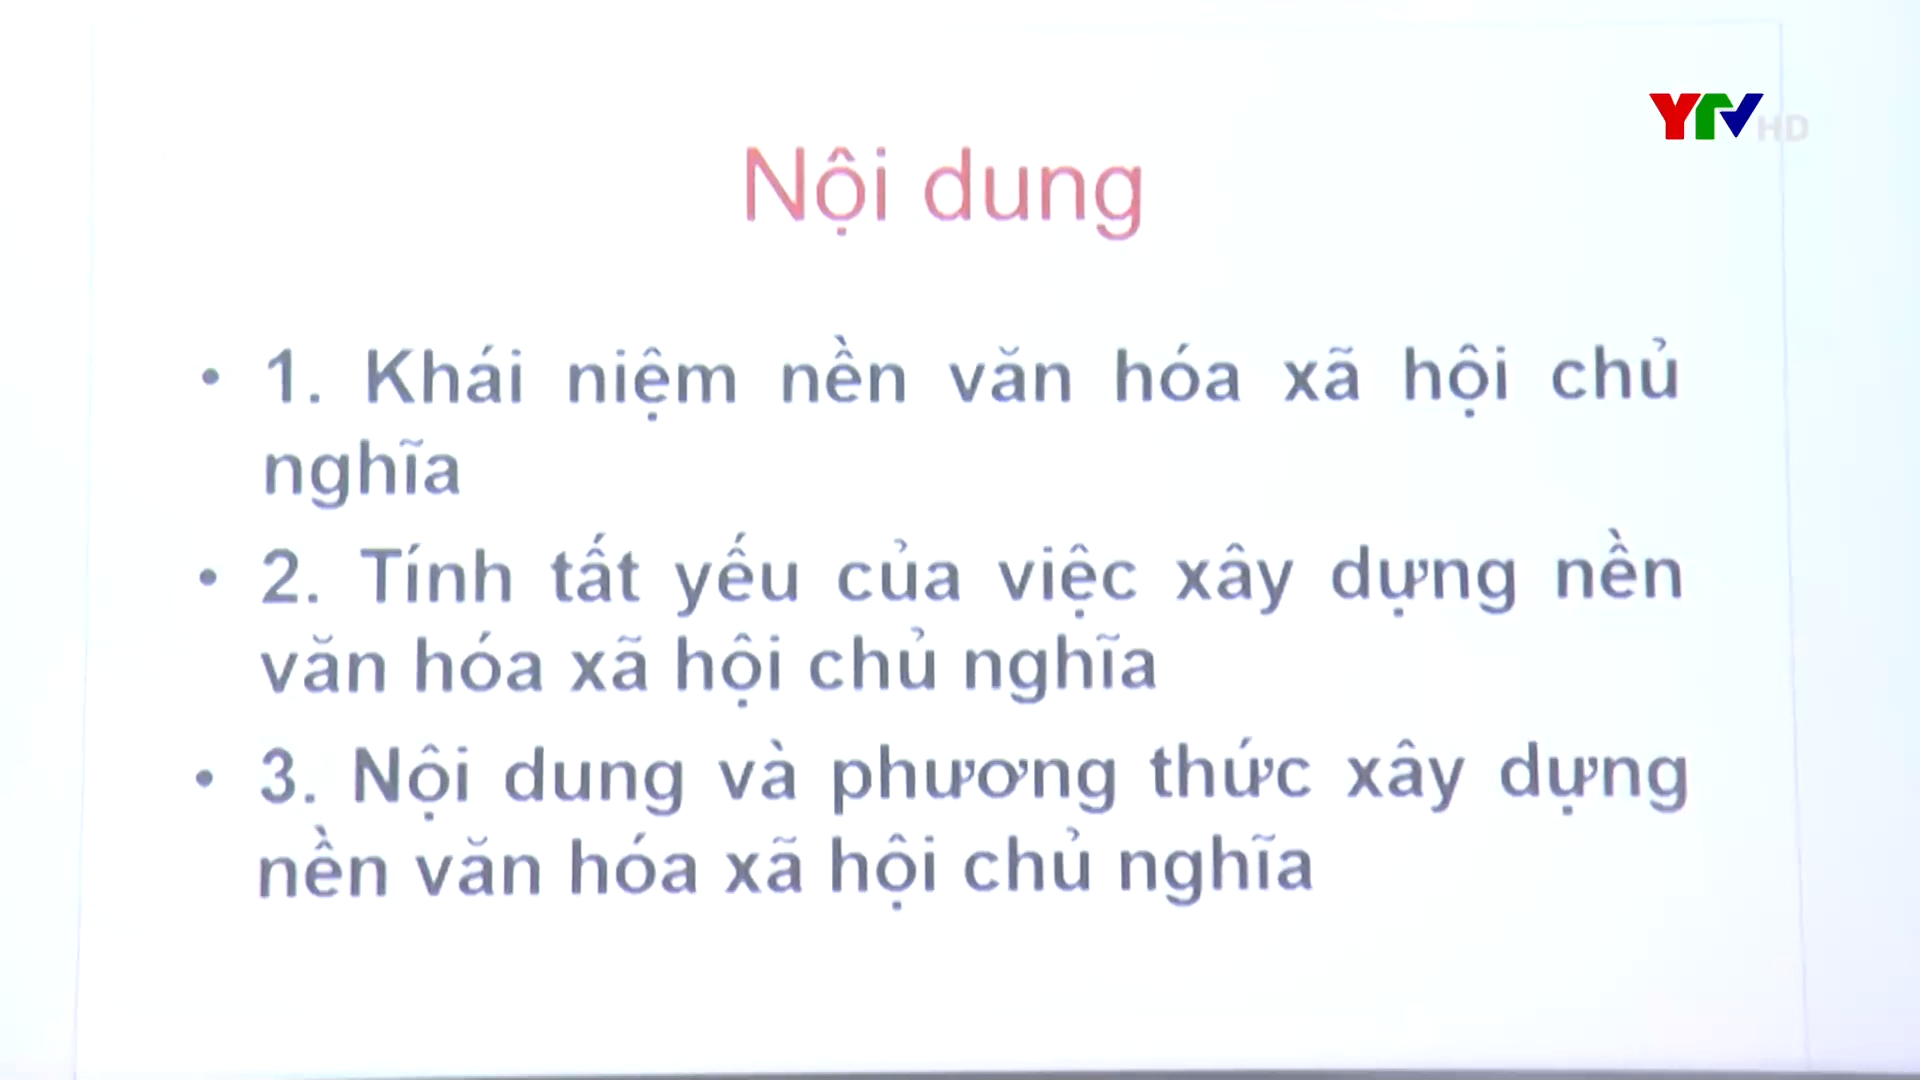 YTV HD
Nội dung
• 1. Khái niệm nền văn hóa xã hội chủ
nghĩa
• 2. Tính tất yếu của việc xây dựng nền
văn hóa xã hội chủ nghĩa
• 3. Nội dung và phương thức xây dựng
nền văn hóa xã hội chủ nghĩa